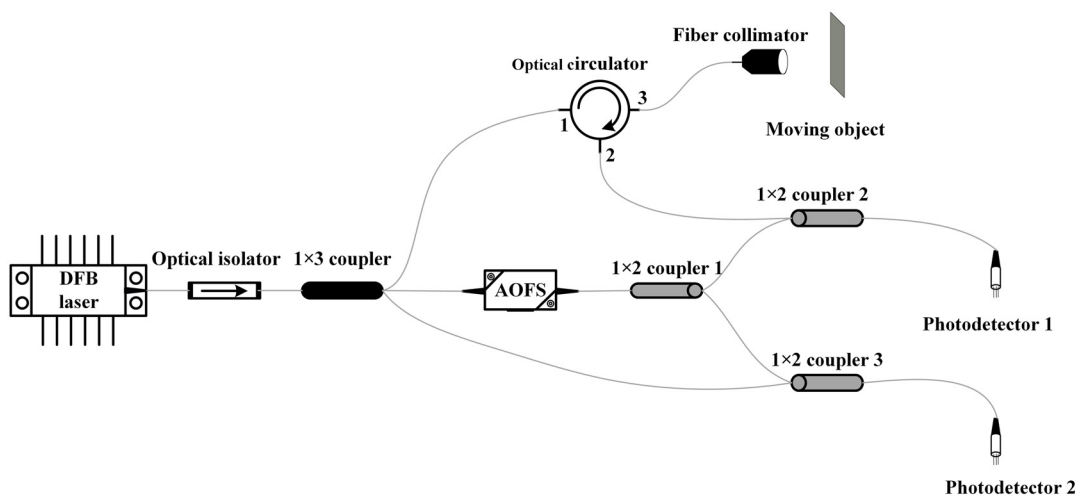 Fiber collimator
Optical circulator
3
1
2
Moving object
1×2 coupler 2
Optical isolator
1×3 coupler
1×2 coupler 1
DFB
laser
AOFS
Photodetector 1
1×2 coupler 3
Photodetector 2